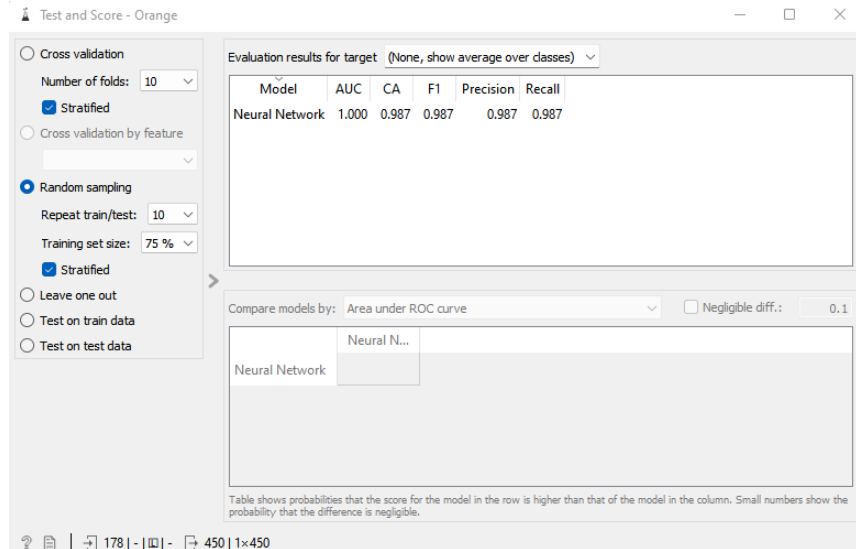 Test and Score - Orange
Cross validation
Number of folds: 10
Stratified
Cross validation by feature
Random sampling
Repeat train/test: 10
Training set size: 75 %
Stratified
Leave one out
Test on train data
Test on test data
Evaluation results for target (None, show average over classes)
Model AUC CA F1 Precision Recall
Neural Network 1.000 0.987 0.987 0.987 0.987
Compare models by: Area under ROC curve Negligible diff.: 0.1
Neural N...
Neural Network
Table shows probabilities that the score for the model in the row is higher than that of the model in the column. Small numbers show the
probability that the difference is negligible.
? 178 | - | - 450 | 1×450